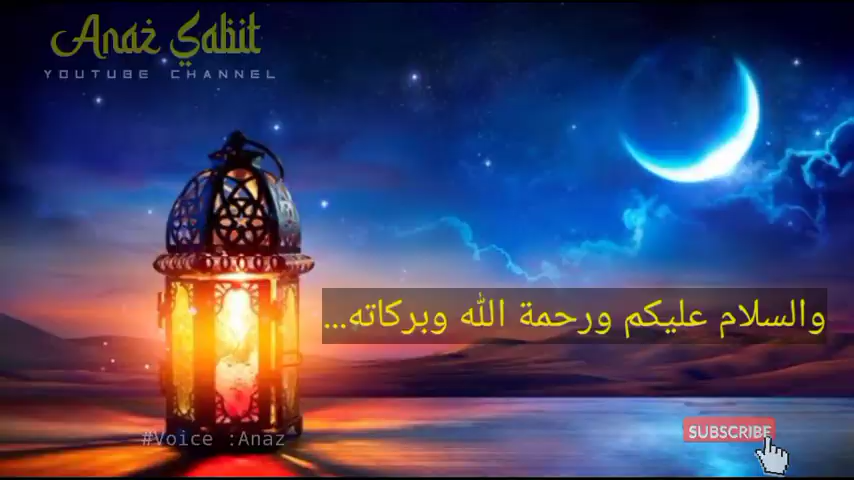 Anaz Sabit
YOUTUBE CHANNEL
والسلام عليكم ورحمة الله وبركاته...
#Voice :Anaz
SUBSCRIBE